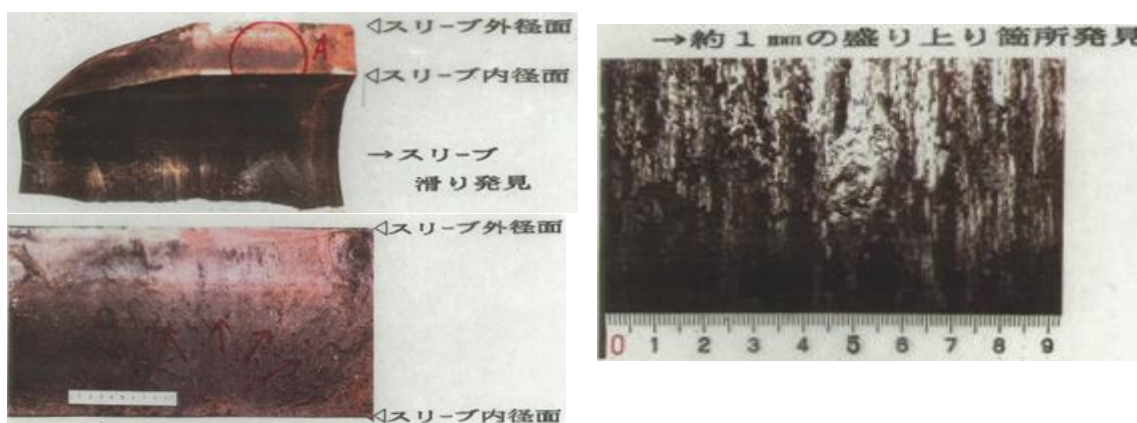 ◁スリーブ外径面
A
◁スリーブ内径面
→スリーブ
滑り発見
◁スリーブ外径面
◁スリーブ内径面
→約1㎜の盛り上り箇所発見
0 1 2 3 4 5 6 7 8 9